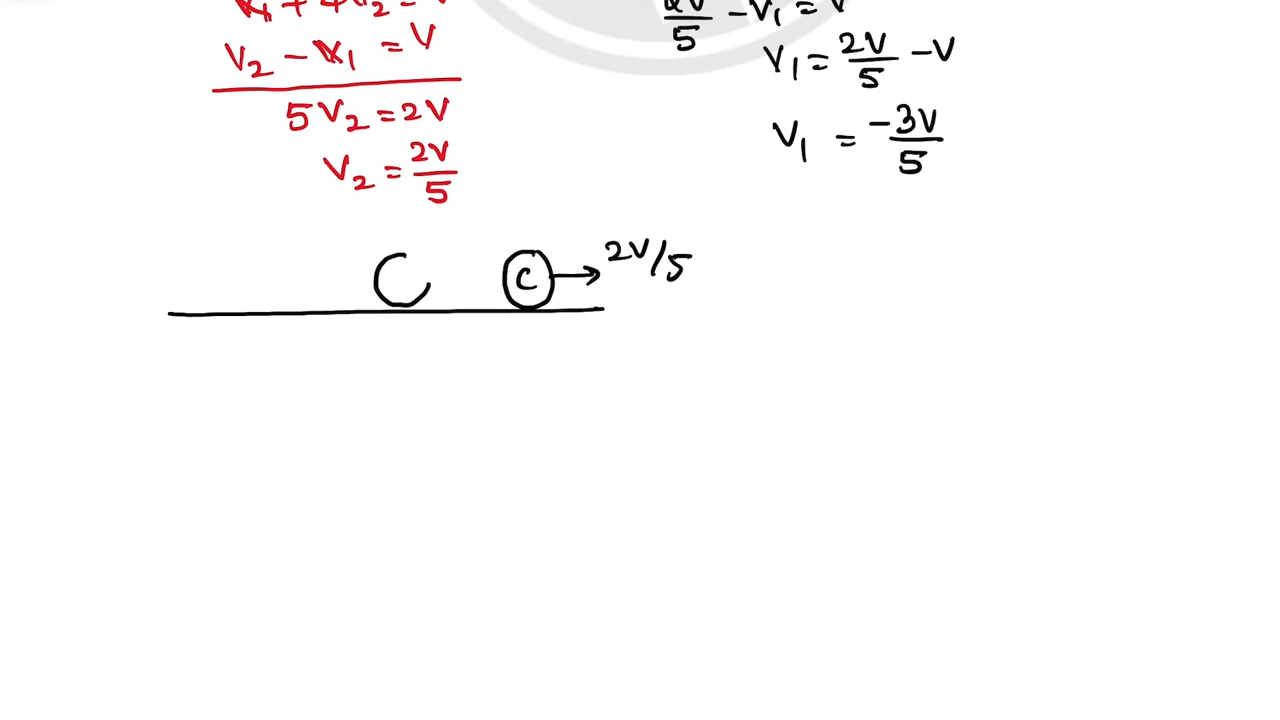 V₂ - V₁ = V
5V₂ = 2V
V₂ = 2V/5
V₁ = 2V/5 - V
V₁ = -3V/5
C → 2V/5